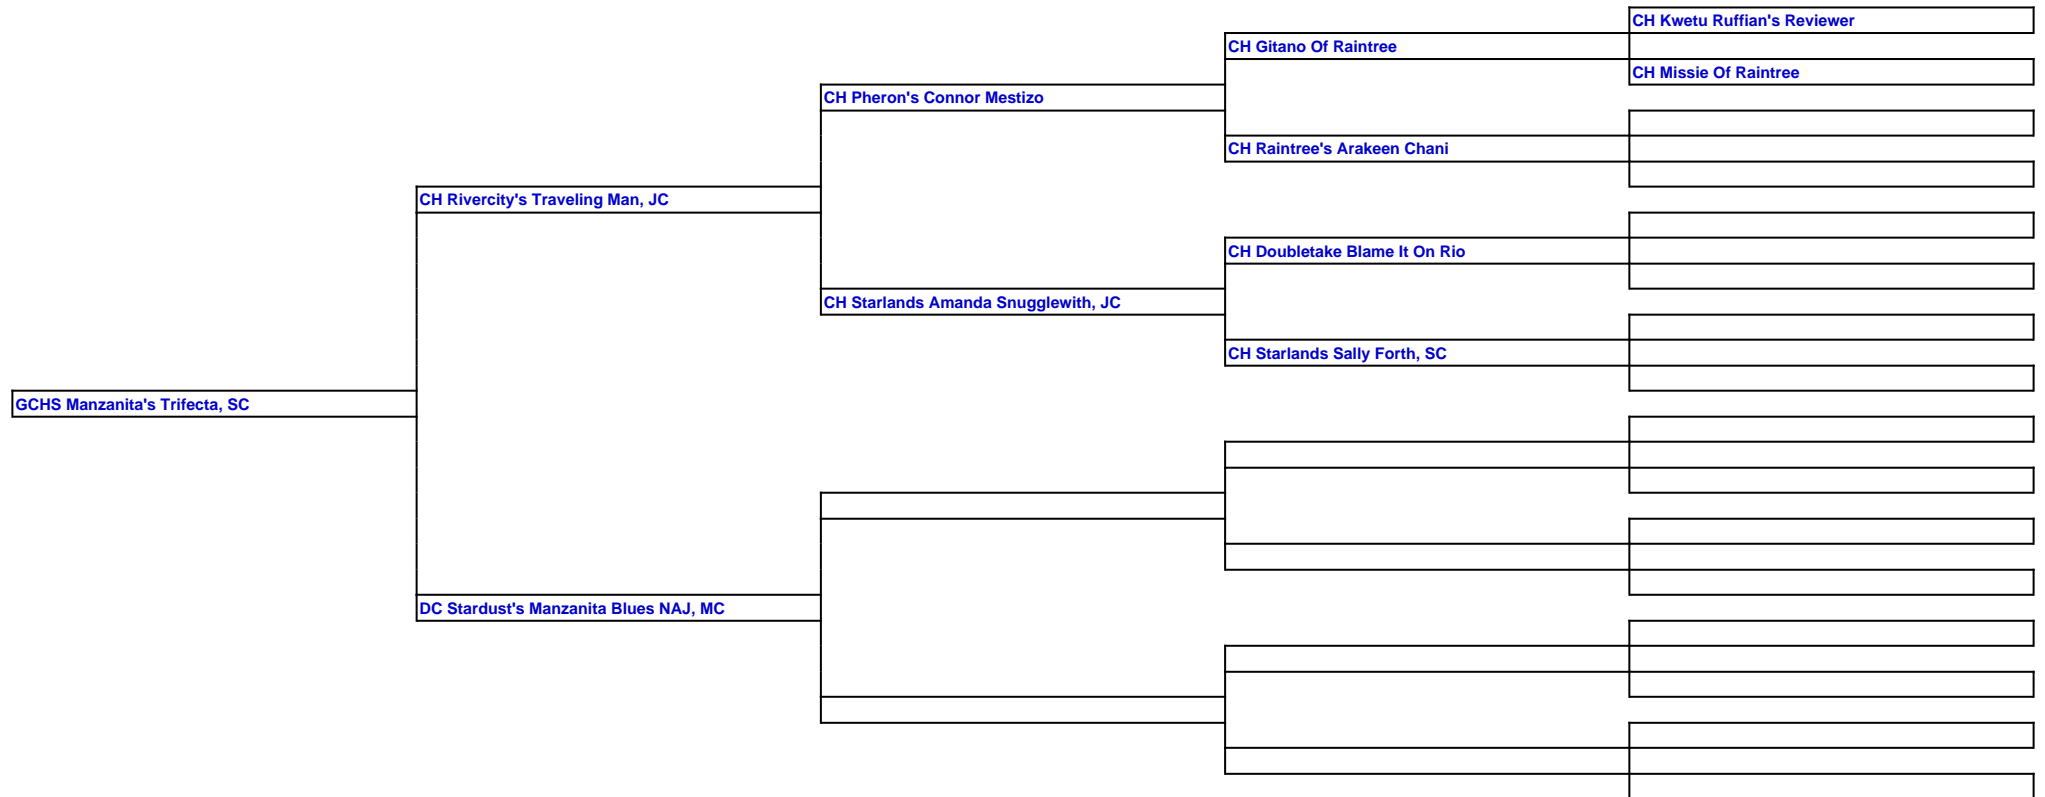 CH Kwetu Ruffian's Reviewer
CH Gitano Of Raintree
CH Missie Of Raintree
CH Pheron's Connor Mestizo
CH Raintree's Arakeen Chani
CH Rivercity's Traveling Man, JC
CH Doubletake Blame It On Rio
CH Starlands Amanda Snugglewith, JC
CH Starlands Sally Forth, SC
GCHS Manzanita's Trifecta, SC
DC Stardust's Manzanita Blues NAJ, MC